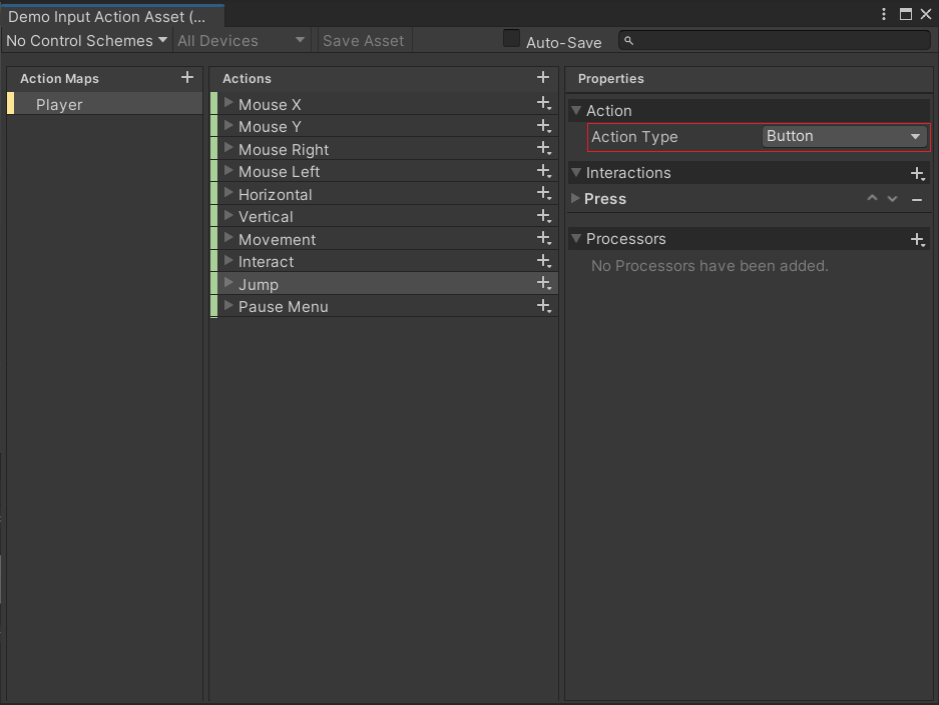 Demo Input Action Asset (...
No Control Schemes All Devices Save Asset Auto-Save
Action Maps
Player
Actions
Mouse X
Mouse Y
Mouse Right
Mouse Left
Horizontal
Vertical
Movement
Interact
Jump
Pause Menu
Properties
Action
Action Type Button
Interactions
Press
Processors
No Processors have been added.